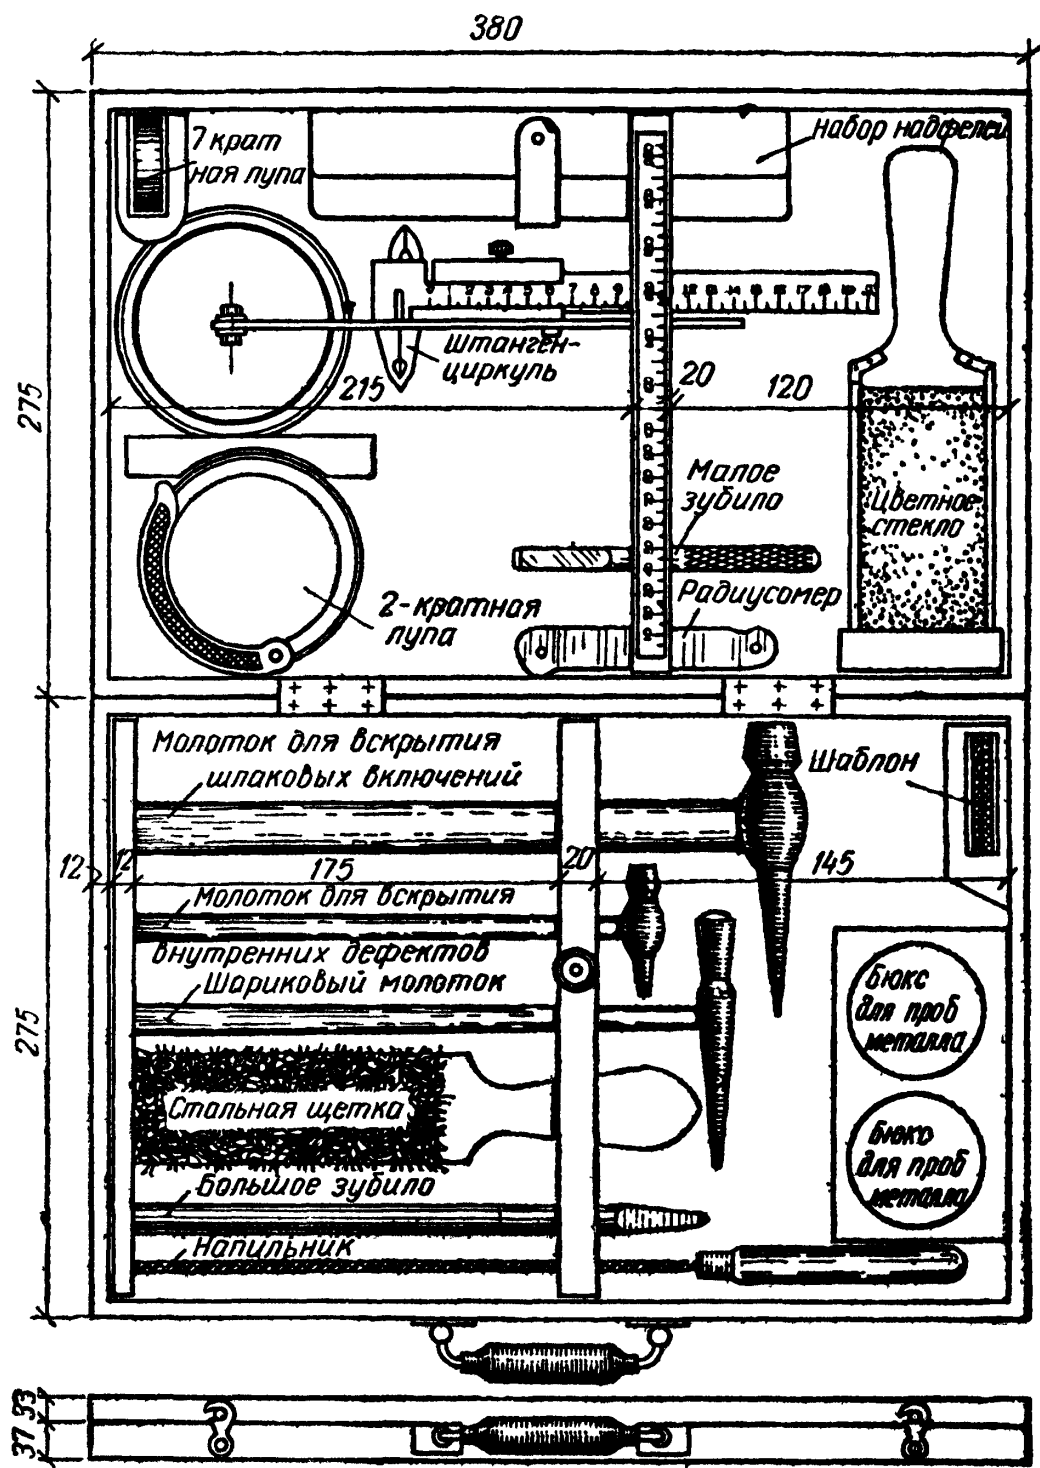 380
7 крат
ная лупа
набор надфелей
275
штанген-
циркуль
215
20
120
Малое
зубило
Цветное
стекло
Радиусомер
2-кратная
лупа
Молоток для вскрытия
шлаковых включений
Шаблон
12
12
175
20
145
Молоток для вскрытия
внутренних дефектов
Шариковый молоток
275
бюкс
для проб
металла
Стальная щетка
бюкс
для проб
металла
Большое зубило
Напильник
33
37